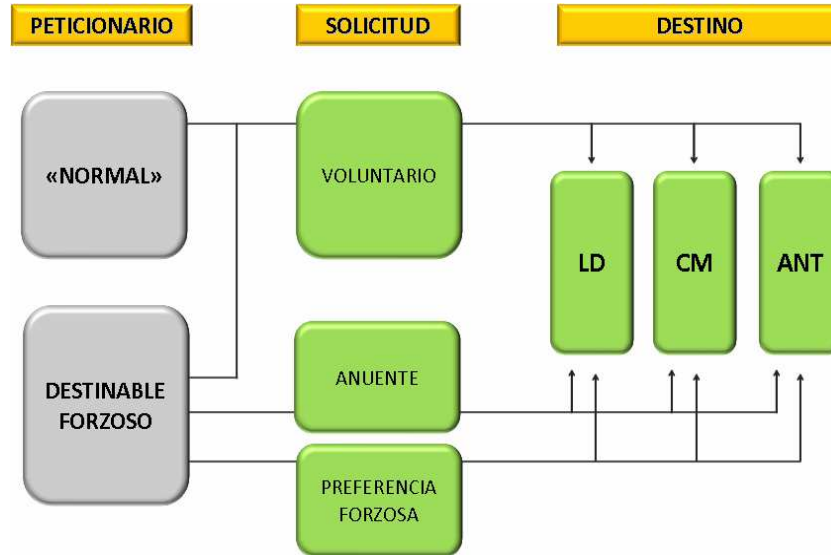 PETICIONARIO
SOLICITUD
DESTINO
«NORMAL»
VOLUNTARIO
LD
CM
ANT
DESTINABLE
FORZOSO
ANUENTE
PREFERENCIA
FORZOSA